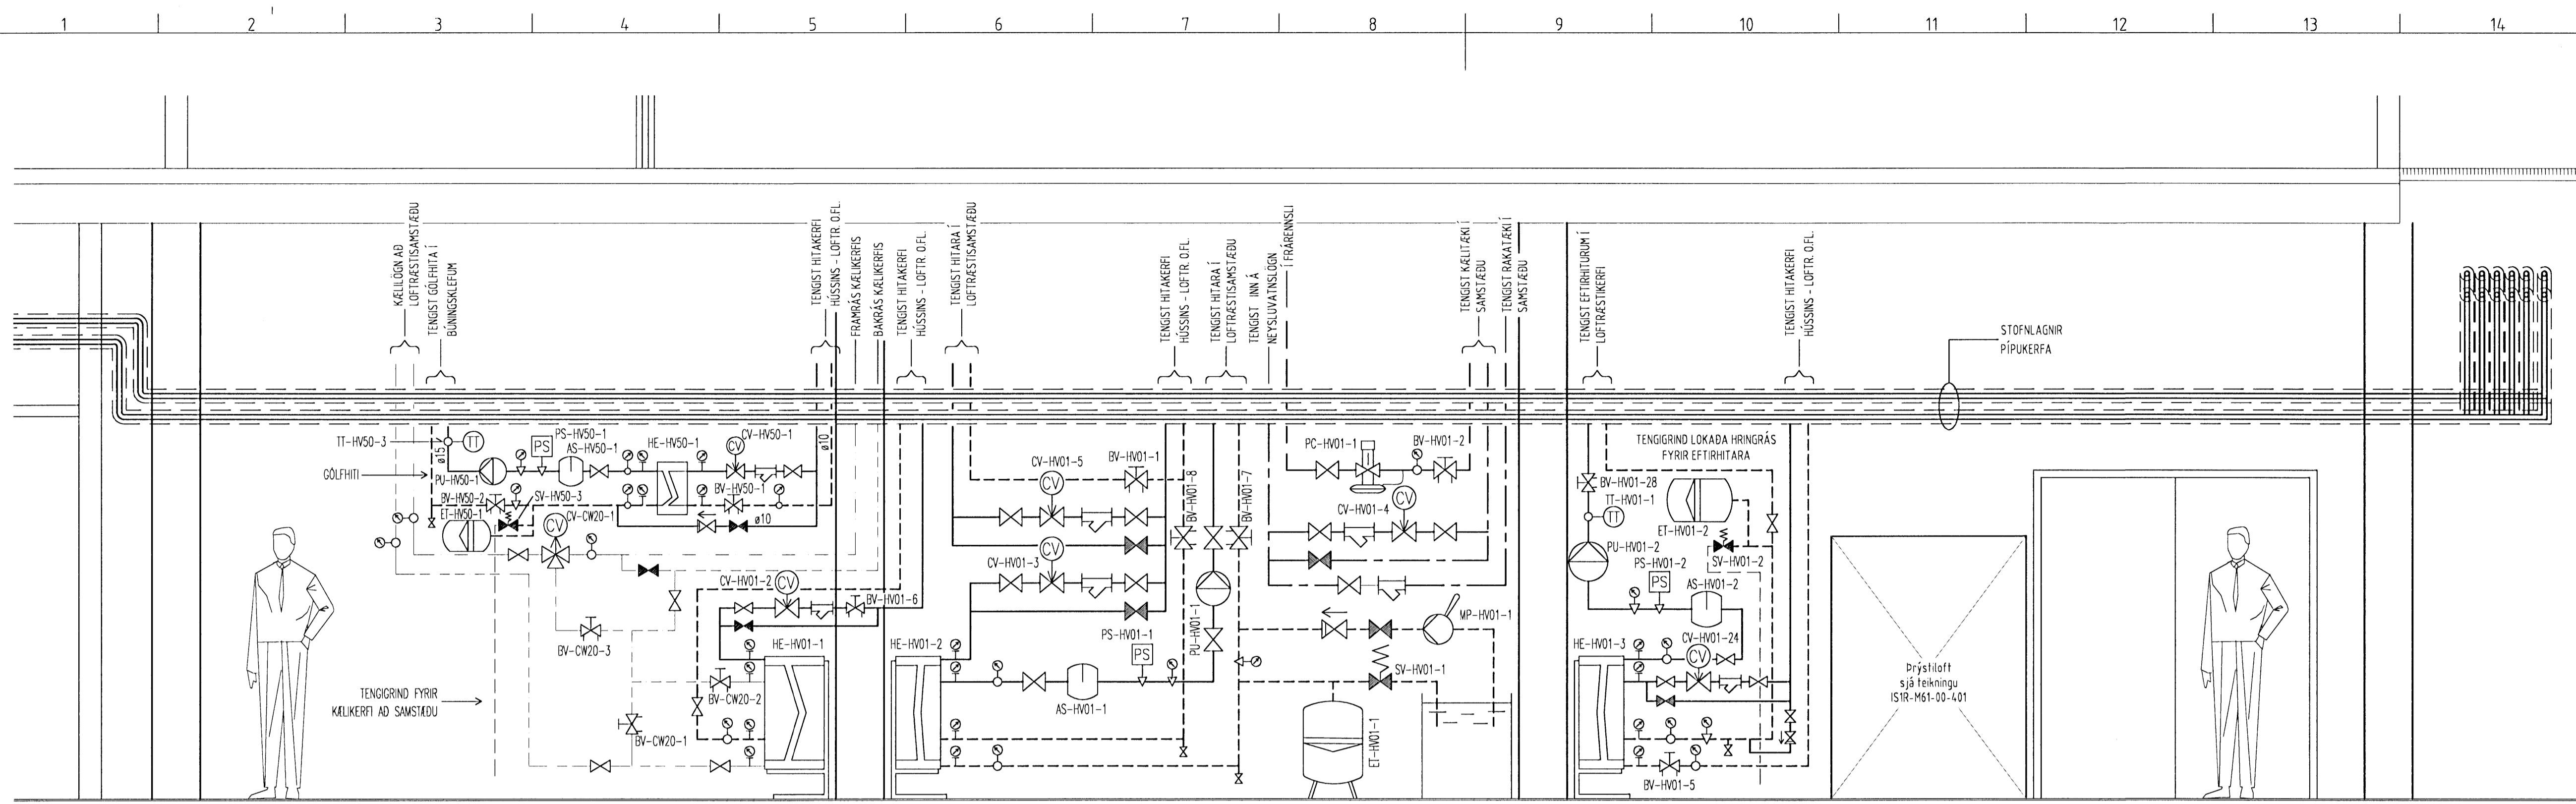 1 2 3 4 5 6 7 8 9 10 11 12 13 14
KÆLILÖGN AÐ
LOFTRÆSTISAMSTÆÐU
TENGIST GÓLFHITA Í
BÚNINGSKLEFUM
TENGIST HITAKERFI
HÚSSINS - LOFTR. O.FL.
FRAMRÁS KÆLIKERFIS
BAKRÁS KÆLIKERFIS
TENGIST HITAKERFI
HÚSSINS - LOFTR. O.FL.
TENGIST HITARA Í
LOFTRÆSTISAMSTÆÐU
TENGIST HITAKERFI
HÚSSINS - LOFTR. O.FL.
TENGIST HITARA Í
LOFTRÆSTISAMSTÆÐU
TENGIST INN Á
NEYSLUVATNSLÖGN
Í FRÁRENNSLI
TENGIST KÆLITÆKI Í
SAMSTÆÐU
TENGIST RAKATÆKI Í
SAMSTÆÐU
TENGIST EFTIRHITURUM Í
LOFTRÆSTIKERFI
TENGIST HITAKERFI
HÚSSINS - LOFTR. O.FL.
STOFNLAGNIR
PÍPUKERFA
TT-HV50-3
TT
ø15
PS-HV50-1
PS
AS-HV50-1
HE-HV50-1
CV-HV50-1
CV
ø10
GÓLFHITI
PU-HV50-1
BV-HV50-2
SV-HV50-3
BV-HV50-1
ET-HV50-1
CV-CW20-1
CV
ø10
CV-HV01-2
CV
BV-HV01-6
BV-CW20-3
HE-HV01-1
BV-CW20-2
BV-CW20-1
TENGIGRIND FYRIR
KÆLIKERFI AÐ SAMSTÆÐU
CV-HV01-5
CV
BV-HV01-1
BV-HV01-8
BV-HV01-7
CV-HV01-3
CV
HE-HV01-2
PS-HV01-1
PS
PU-HV01-1
AS-HV01-1
PC-HV01-1
BV-HV01-2
CV-HV01-4
CV
MP-HV01-1
SV-HV01-1
ET-HV01-1
TENGIGRIND LOKAÐA HRINGRÁS
FYRIR EFTIRHITARA
BV-HV01-28
TT-HV01-1
TT
ET-HV01-2
PU-HV01-2
SV-HV01-2
PS-HV01-2
PS
AS-HV01-2
HE-HV01-3
CV-HV01-24
CV
BV-HV01-5
Þrýstiloft
sjá teikningu
IS1R-M61-00-401